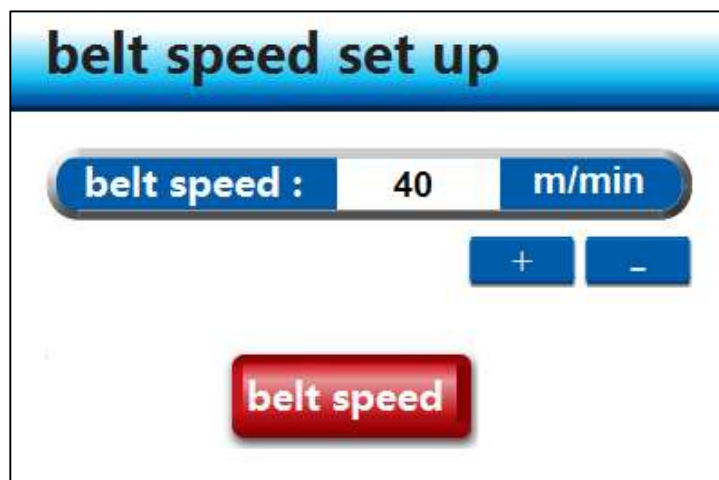 belt speed set up
belt speed : 40 m/min
+ -
belt speed